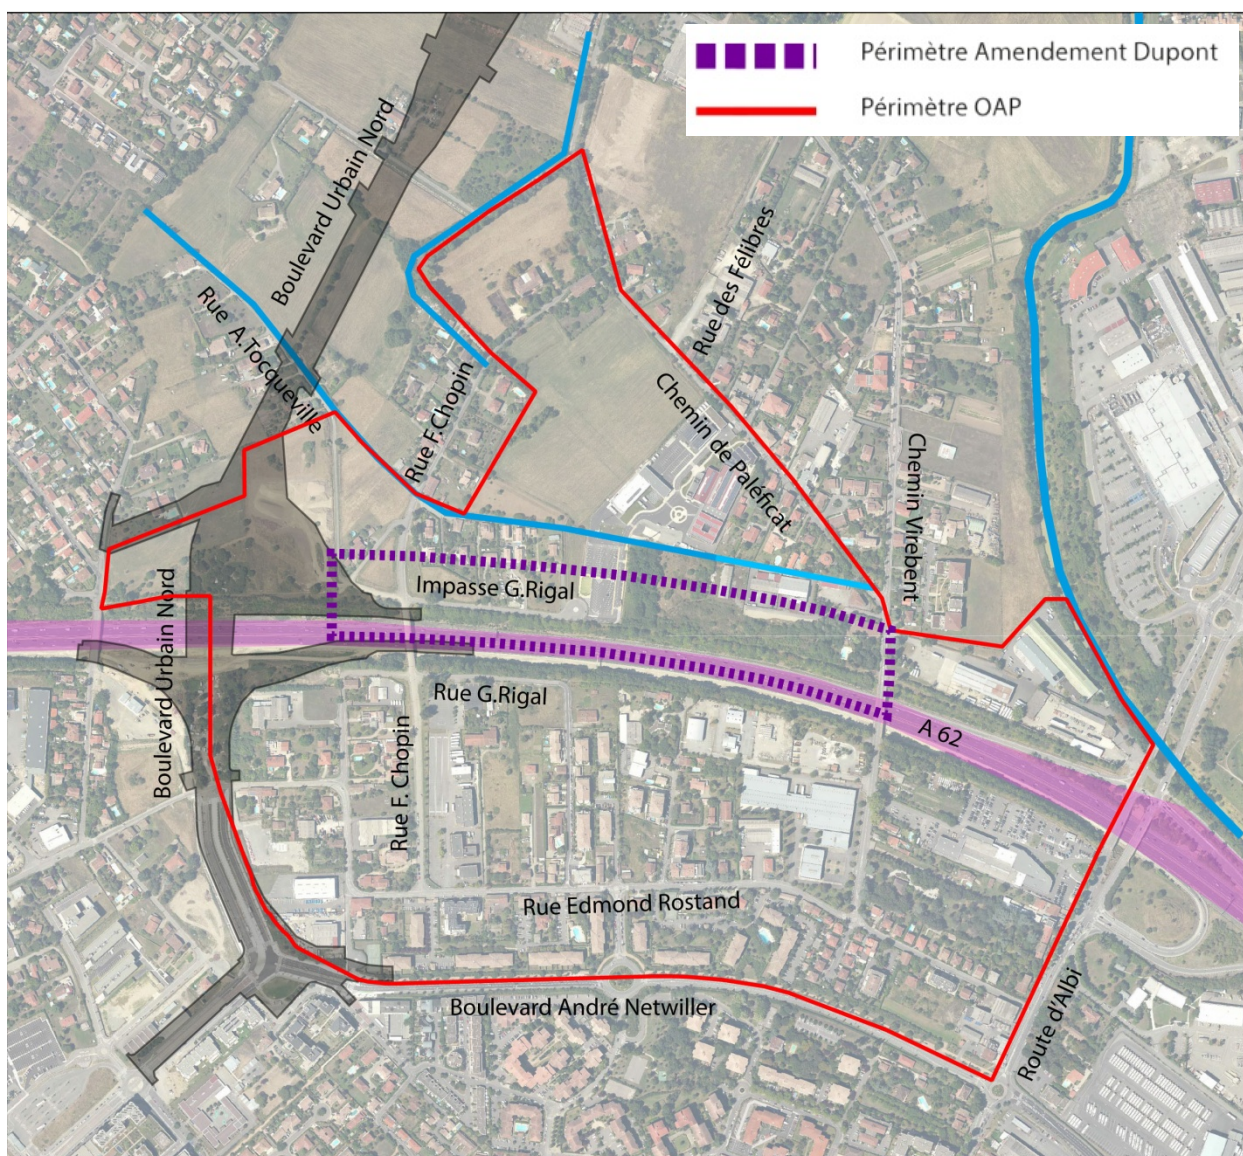 Périmètre Amendement Dupont
Périmètre OAP
Boulevard Urbain Nord
Rue A.Tocqueville
Rue des Félibres
Rue F.Chopin
Chemin de Paléficat
Chemin Virebent
Impasse G.Rigal
Boulevard Urbain Nord
Rue G.Rigal
A 62
Rue F. Chopin
Rue Edmond Rostand
Boulevard André Netwiller
Route d'Albi